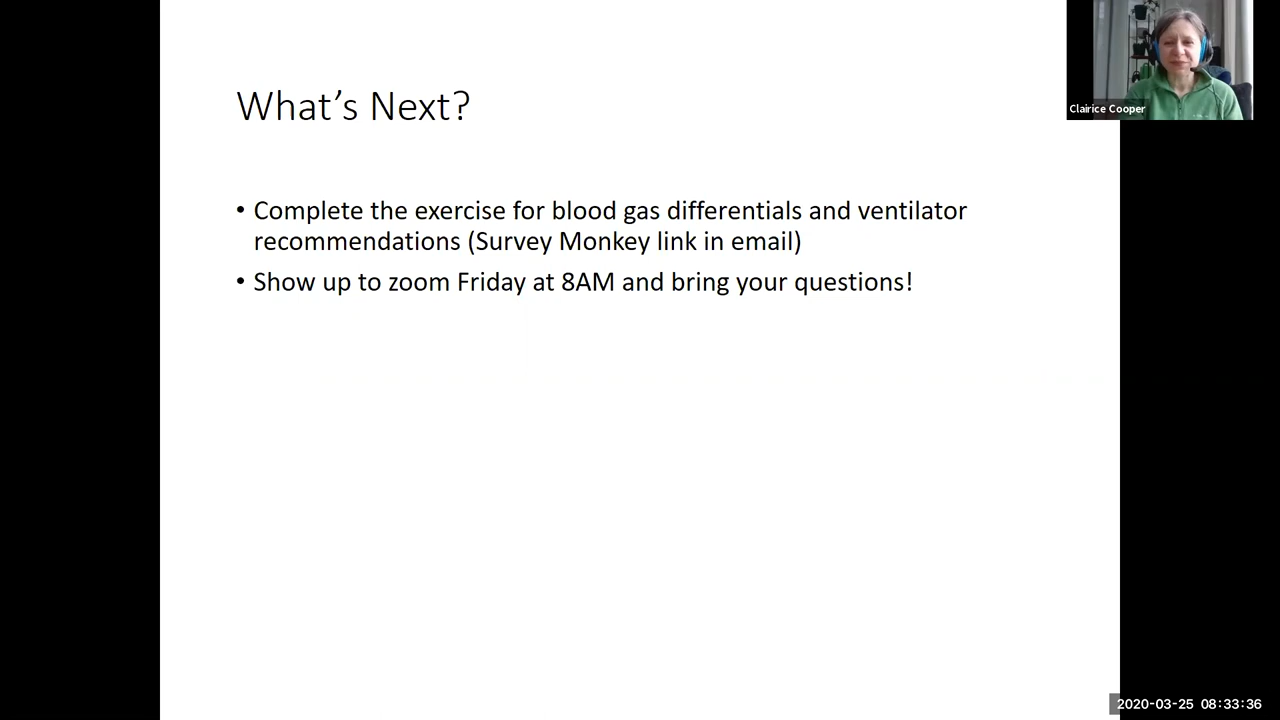 What's Next?
• Complete the exercise for blood gas differentials and ventilator
recommendations (Survey Monkey link in email)
• Show up to zoom Friday at 8AM and bring your questions!
Clairice Cooper
2020-03-25 08:33:36